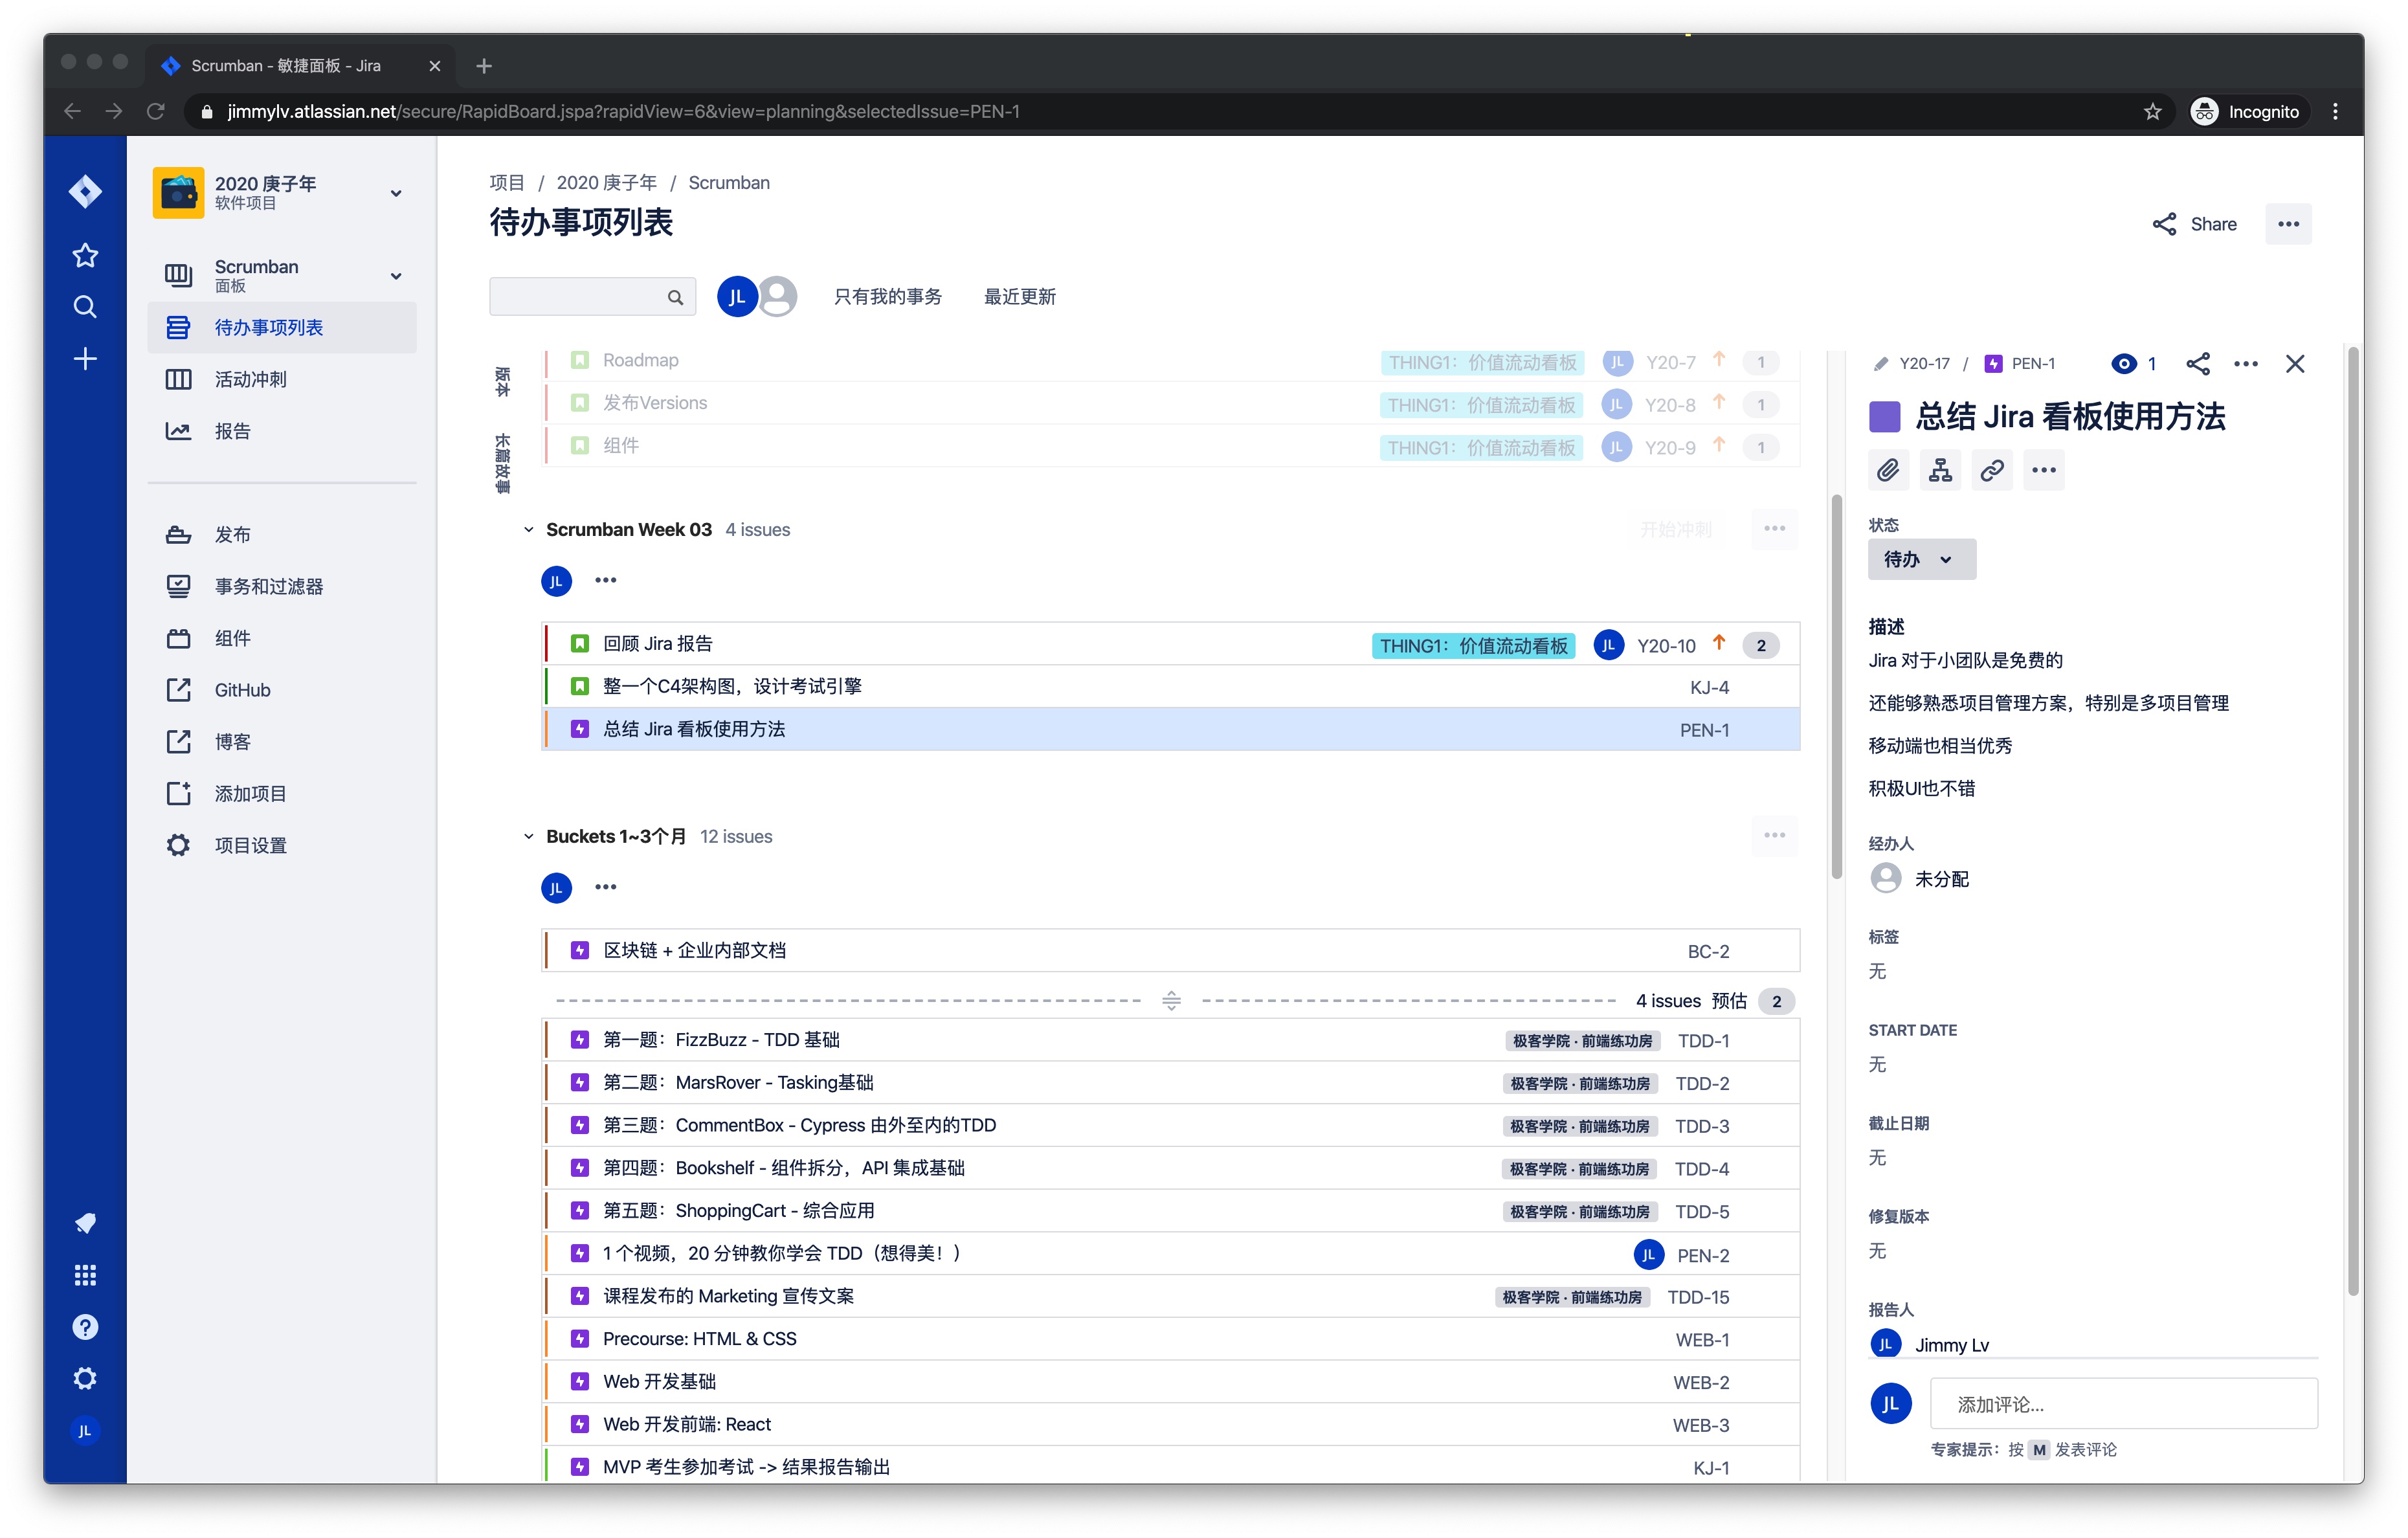 Scrumban - 敏捷面板 - Jira
jimmylv.atlassian.net/secure/RapidBoard.jspa?rapidView=6&view=planning&selectedIssue=PEN-1
Incognito
2020 庚子年
软件项目
Scrumban
面板
待办事项列表
活动冲刺
报告
发布
事务和过滤器
组件
GitHub
博客
添加项目
项目设置
JL
项目 / 2020 庚子年 / Scrumban
待办事项列表
Share
JL
只有我的事务
最近更新
版本
长篇故事
Roadmap THING1：价值流动看板 JL Y20-7 1
发布Versions THING1：价值流动看板 JL Y20-8 1
组件 THING1：价值流动看板 JL Y20-9 1
Scrumban Week 03 4 issues 开始冲刺
JL
回顾 Jira 报告 THING1：价值流动看板 JL Y20-10 2
整一个C4架构图，设计考试引擎 KJ-4
总结 Jira 看板使用方法 PEN-1
Buckets 1~3个月 12 issues
JL
区块链 + 企业内部文档 BC-2
4 issues 预估 2
第一题：FizzBuzz - TDD 基础 极客学院 · 前端练功房 TDD-1
第二题：MarsRover - Tasking基础 极客学院 · 前端练功房 TDD-2
第三题：CommentBox - Cypress 由外至内的TDD 极客学院 · 前端练功房 TDD-3
第四题：Bookshelf - 组件拆分，API 集成基础 极客学院 · 前端练功房 TDD-4
第五题：ShoppingCart - 综合应用 极客学院 · 前端练功房 TDD-5
1 个视频，20 分钟教你学会 TDD（想得美！） JL PEN-2
课程发布的 Marketing 宣传文案 极客学院 · 前端练功房 TDD-15
Precourse: HTML & CSS WEB-1
Web 开发基础 WEB-2
Web 开发前端: React WEB-3
MVP 考生参加考试 -> 结果报告输出 KJ-1
Y20-17 / PEN-1 1
总结 Jira 看板使用方法
状态
待办
描述
Jira 对于小团队是免费的
还能够熟悉项目管理方案，特别是多项目管理
移动端也相当优秀
积极UI也不错
经办人
未分配
标签
无
START DATE
无
截止日期
无
修复版本
无
报告人
JL Jimmy Lv
JL 添加评论...
专家提示：按 M 发表评论